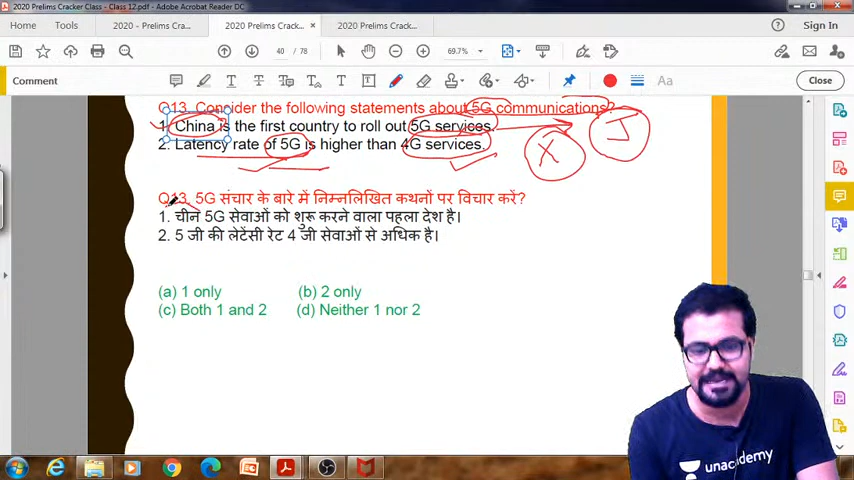 2020 Prelims Cracker Class - Class 12.pdf - Adobe Acrobat Reader DC
Home Tools 2020 - Prelims Crac... 2020 Prelims Crack... × 2020 Prelims Crack... Sign In
40 / 78 69.7%
Comment Aa Close
Q13. Consider the following statements about 5G communications?
1. China is the first country to roll out 5G services.
2. Latency rate of 5G is higher than 4G services.
X
J
Q13. 5G संचार के बारे में निम्नलिखित कथनों पर विचार करें?
1. चीन 5G सेवाओं को शुरू करने वाला पहला देश है।
2. 5 जी की लेटेंसी रेट 4 जी सेवाओं से अधिक है।
(a) 1 only (b) 2 only
(c) Both 1 and 2 (d) Neither 1 nor 2
unacademy